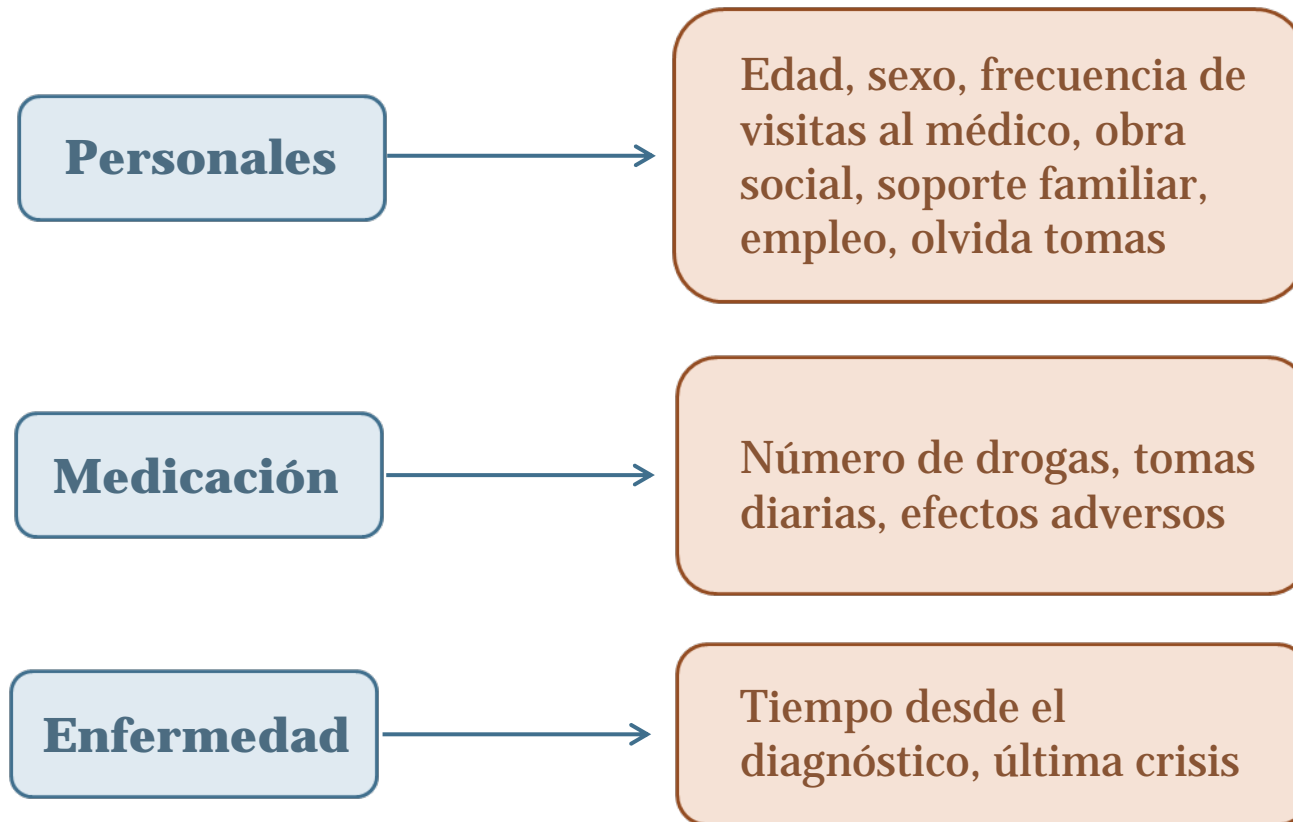 Personales
Edad, sexo, frecuencia de
visitas al médico, obra
social, soporte familiar,
empleo, olvida tomas
Medicación
Número de drogas, tomas
diarias, efectos adversos
Enfermedad
Tiempo desde el
diagnóstico, última crisis